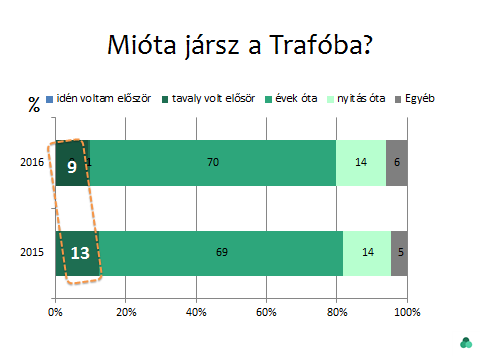 Mióta jársz a Trafóba?
% idén voltam először tavaly volt elősör évek óta nyitás óta Egyéb
2016 9 1 70 14 6
2015 13 69 14 5
0% 20% 40% 60% 80% 100%